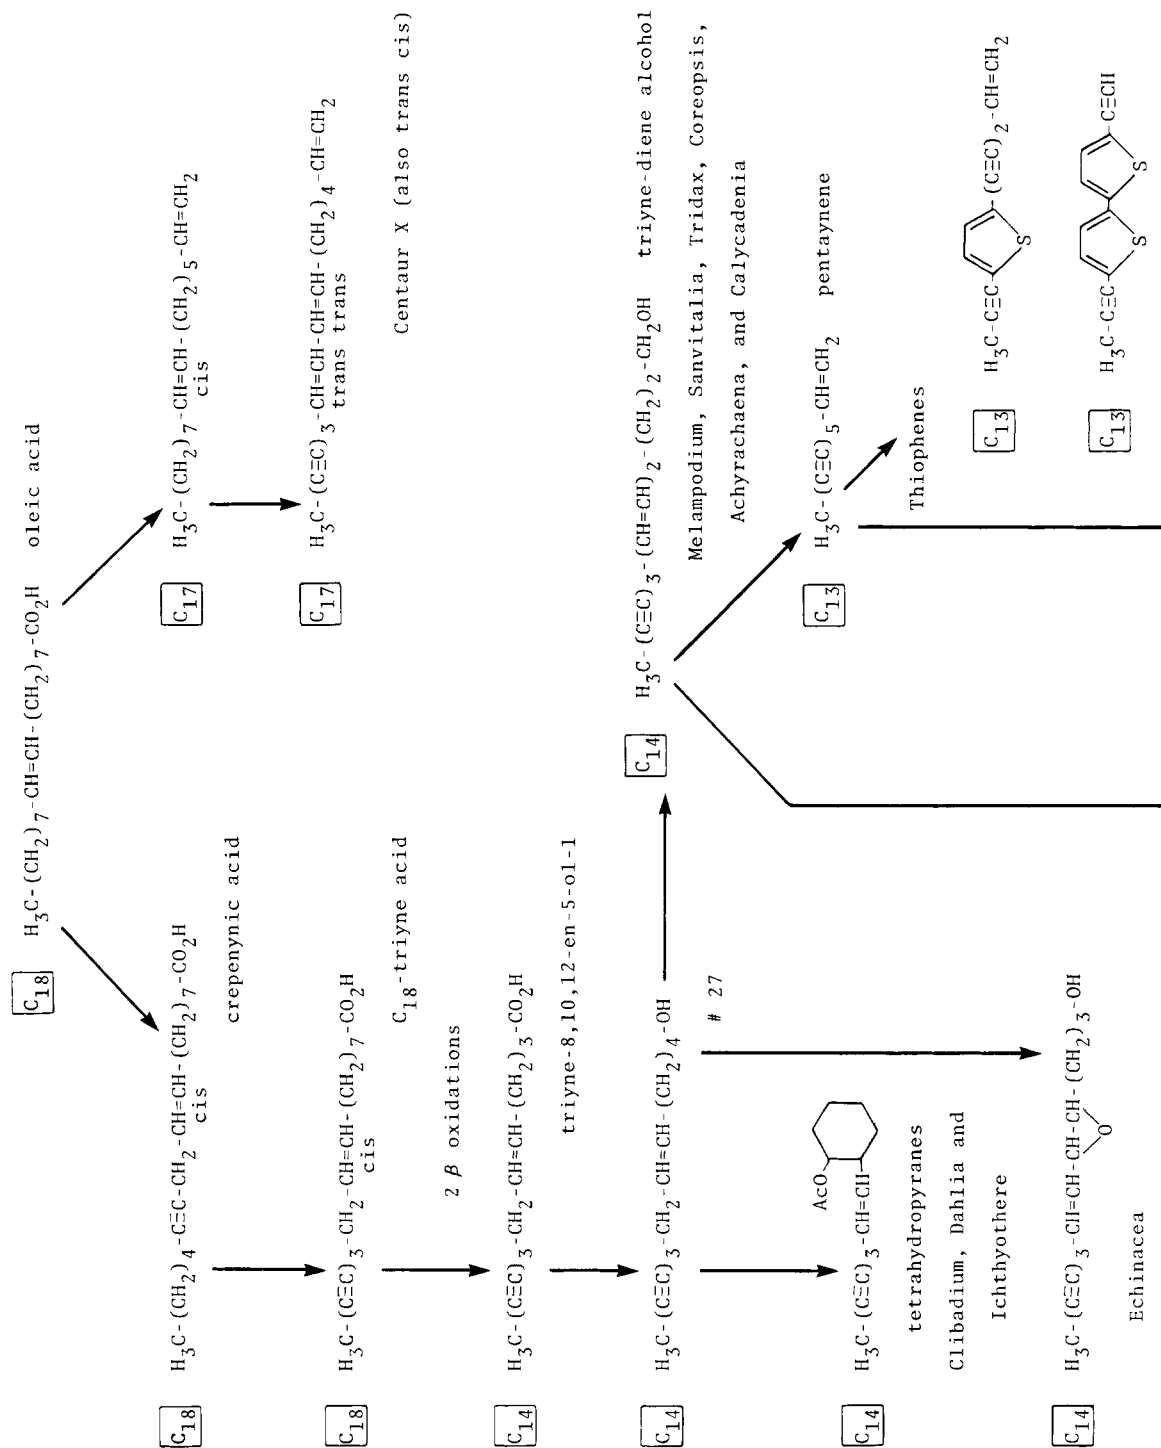 C18 H3C-(CH2)7-CH=CH-(CH2)7-CO2H oleic acid
C18 H3C-(CH2)4-C≡C-CH2-CH=CH-(CH2)7-CO2H
cis
crepenynic acid
C17 H3C-(CH2)7-CH=CH-(CH2)5-CH=CH2
cis
C18 H3C-(C≡C)3-CH2-CH=CH-(CH2)7-CO2H
cis
C18-triyne acid
C17 H3C-(C≡C)3-CH=CH-CH=CH-(CH2)4-CH=CH2
trans trans
Centaur X (also trans cis)
2 β oxidations
C14 H3C-(C≡C)3-CH2-CH=CH-(CH2)3-CO2H
triyne-8,10,12-en-5-ol-1
C14 H3C-(C≡C)3-CH2-CH=CH-(CH2)4-OH
# 27
C14 H3C-(C≡C)3-(CH=CH)2-(CH2)2-CH2OH triyne-diene alcohol
Melampodium, Sanvitalia, Tridax, Coreopsis,
Achyrachaena, and Calycadenia
C14 H3C-(C≡C)3-CH=CH
AcO
tetrahydropyranes
Clibadium, Dahlia and
Ichthyothere
C13 H3C-(C≡C)5-CH=CH2 pentaynene
Thiophenes
C13 H3C-C≡C S (C≡C)2-CH=CH2
C14 H3C-(C≡C)3-CH=CH-CH-CH-(CH2)3-OH
O
Echinacea
C13 H3C-C≡C S S C≡CH